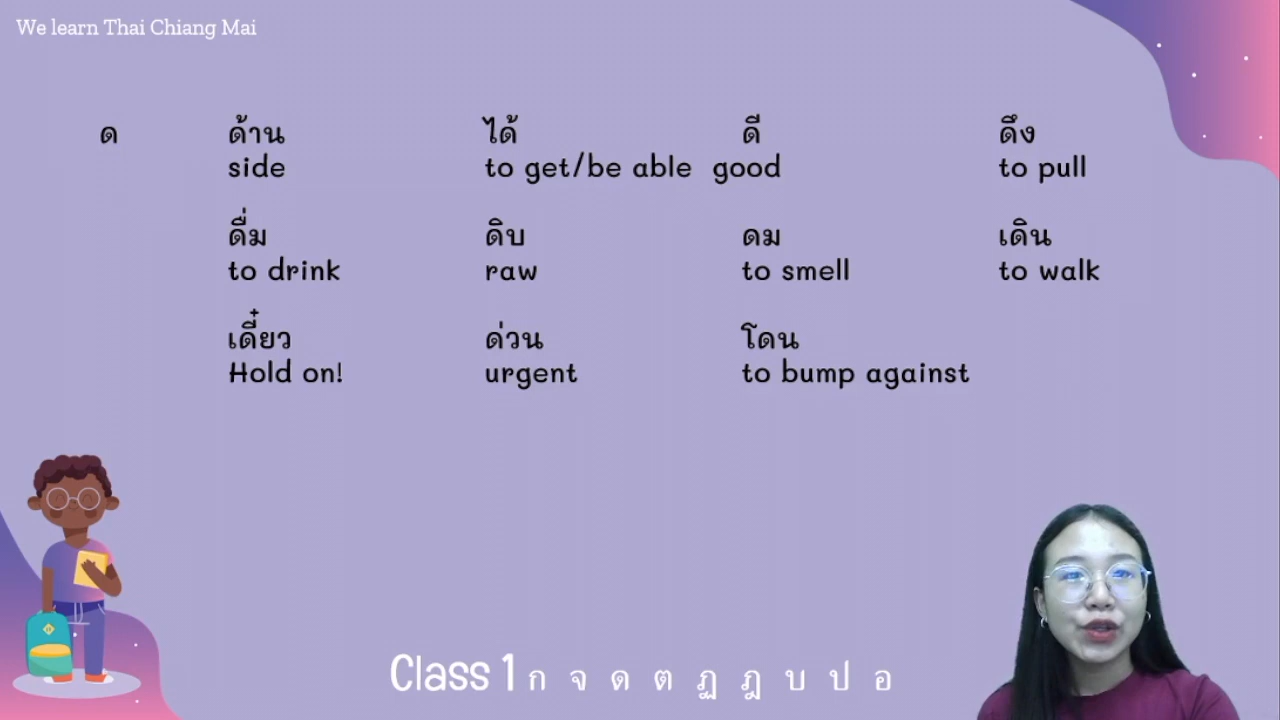 We learn Thai Chiang Mai
ด ด้าน ได้ ดี ดึง
side to get/be able good to pull
ดื่ม ดิบ ดม เดิน
to drink raw to smell to walk
เดี๋ยว ด่วน โดน
Hold on! urgent to bump against
Class 1 ก จ ด ต ฏ ฎ บ ป อ